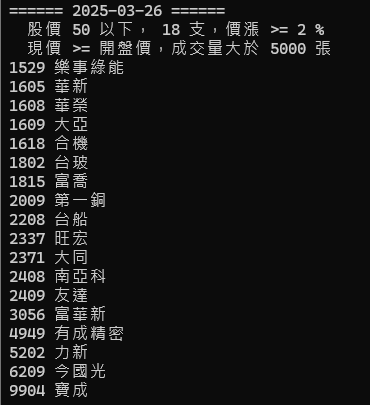 ====== 2025-03-26 ======
股價 50 以下， 18 支，價漲 >= 2 %
現價 >= 開盤價，成交量大於 5000 張
1529 樂事綠能
1605 華新
1608 華榮
1609 大亞
1618 合機
1802 台玻
1815 富喬
2009 第一銅
2208 台船
2337 旺宏
2371 大同
2408 南亞科
2409 友達
3056 富華新
4949 有成精密
5202 力新
6209 今國光
9904 寶成